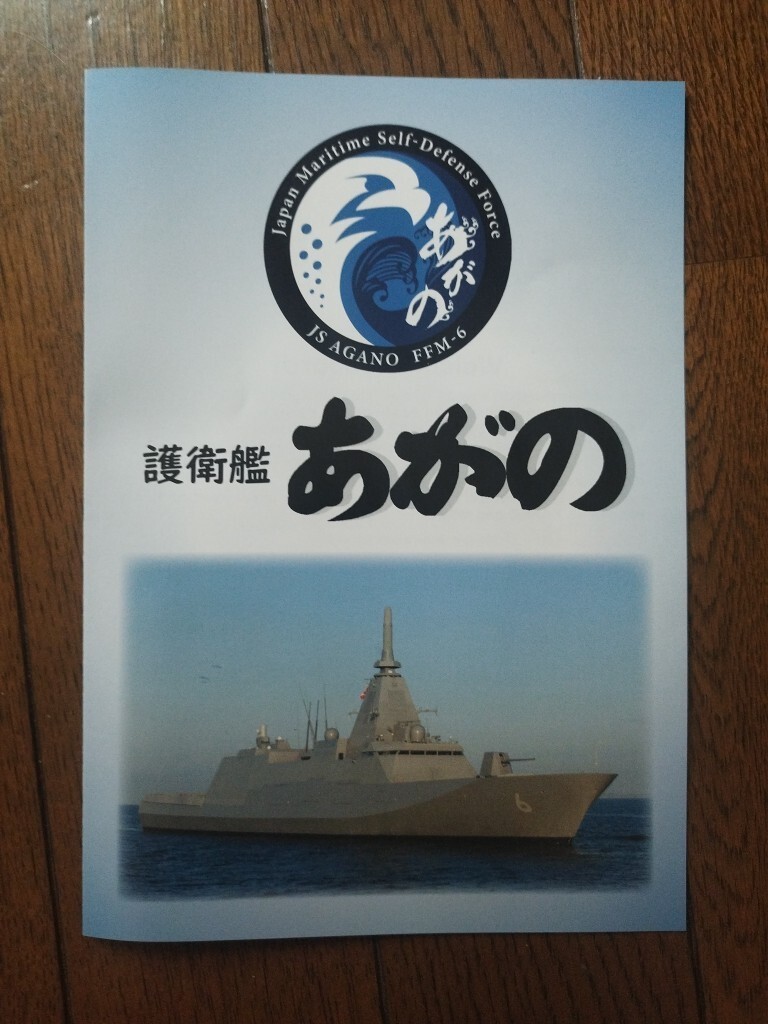 Japan Maritime Self-Defense Force
あがの
JS AGANO FFM-6
護衛艦 あがの
6